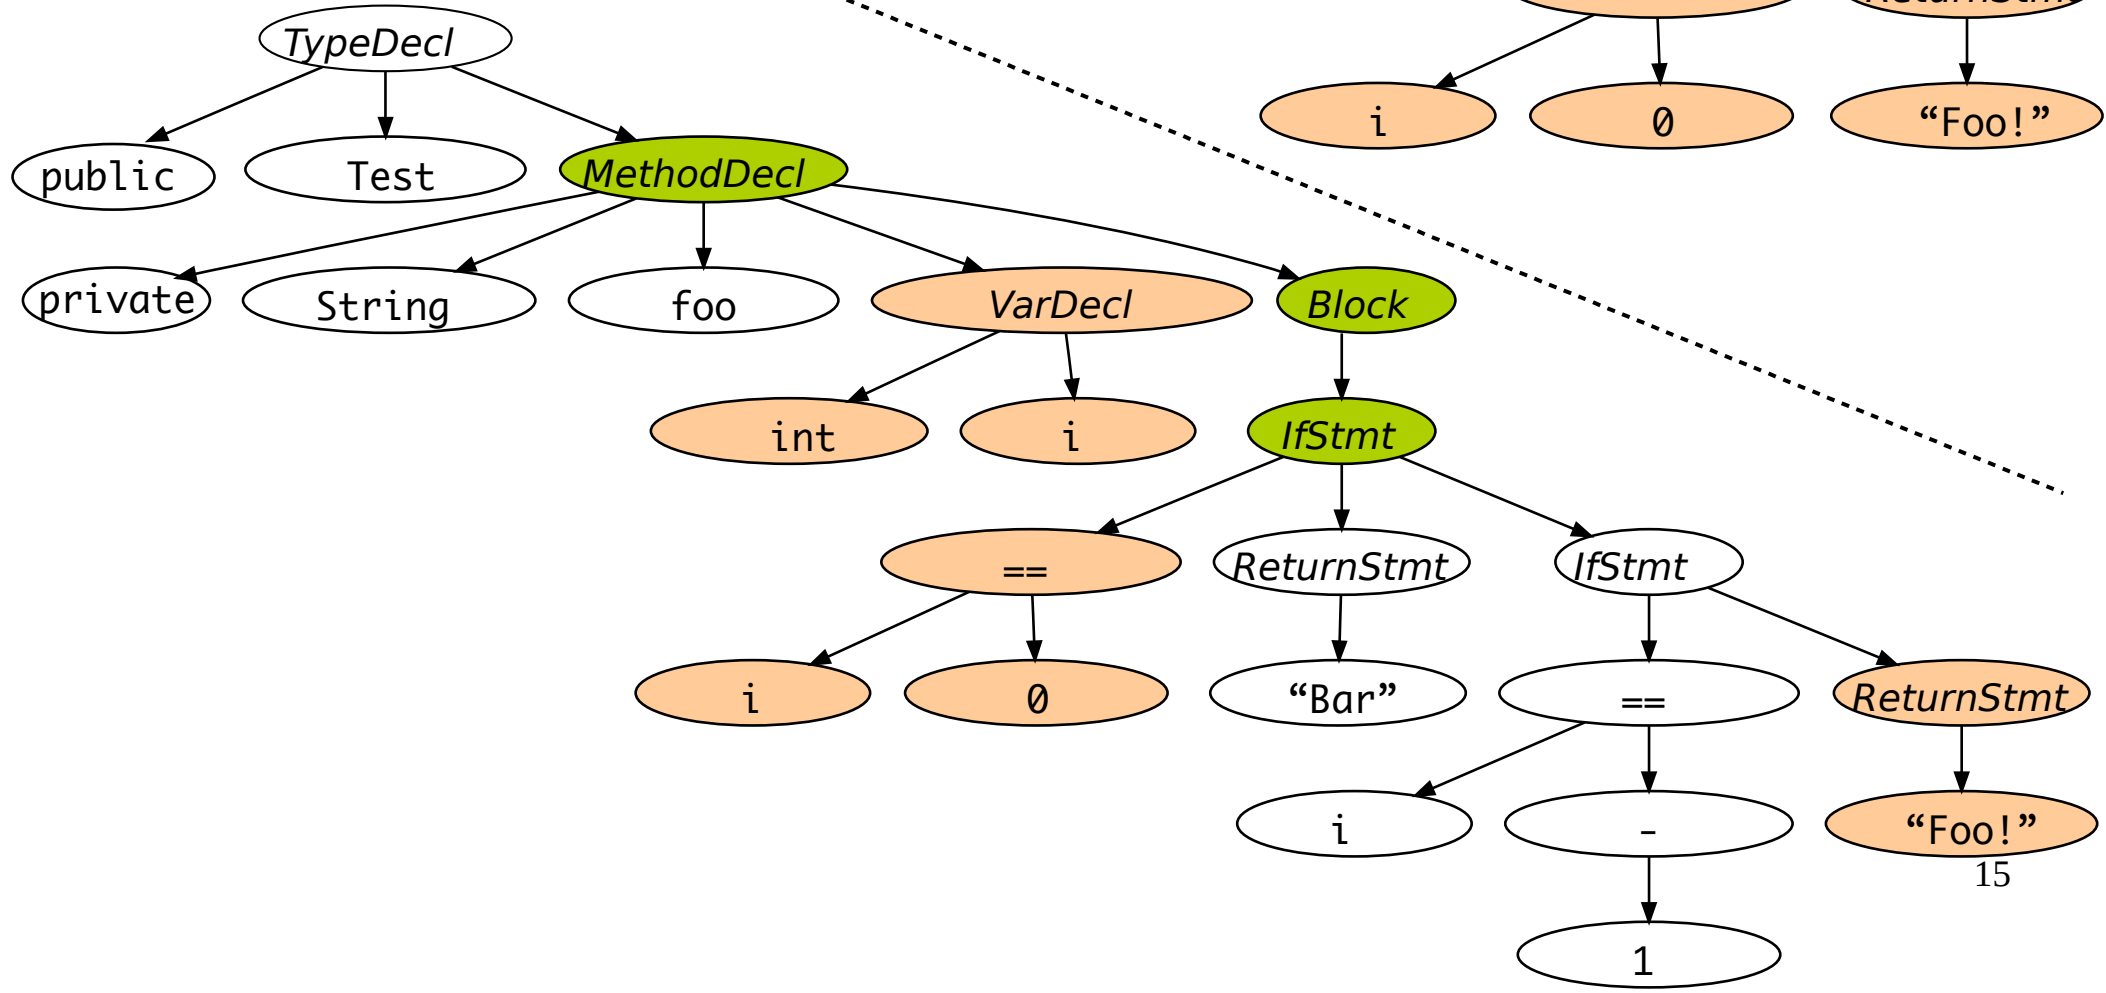 TypeDecl
i
0
“Foo!”
public
Test
MethodDecl
private
String
foo
VarDecl
Block
int
i
IfStmt
==
ReturnStmt
IfStmt
i
0
“Bar”
==
ReturnStmt
i
-
“Foo!”
15
1